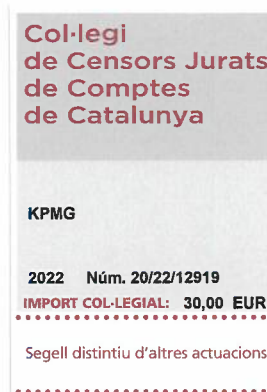 Col·legi
de Censors Jurats
de Comptes
de Catalunya
KPMG
2022 Núm. 20/22/12919
IMPORT COL·LEGIAL: 30,00 EUR
Segell distintiu d'altres actuacions